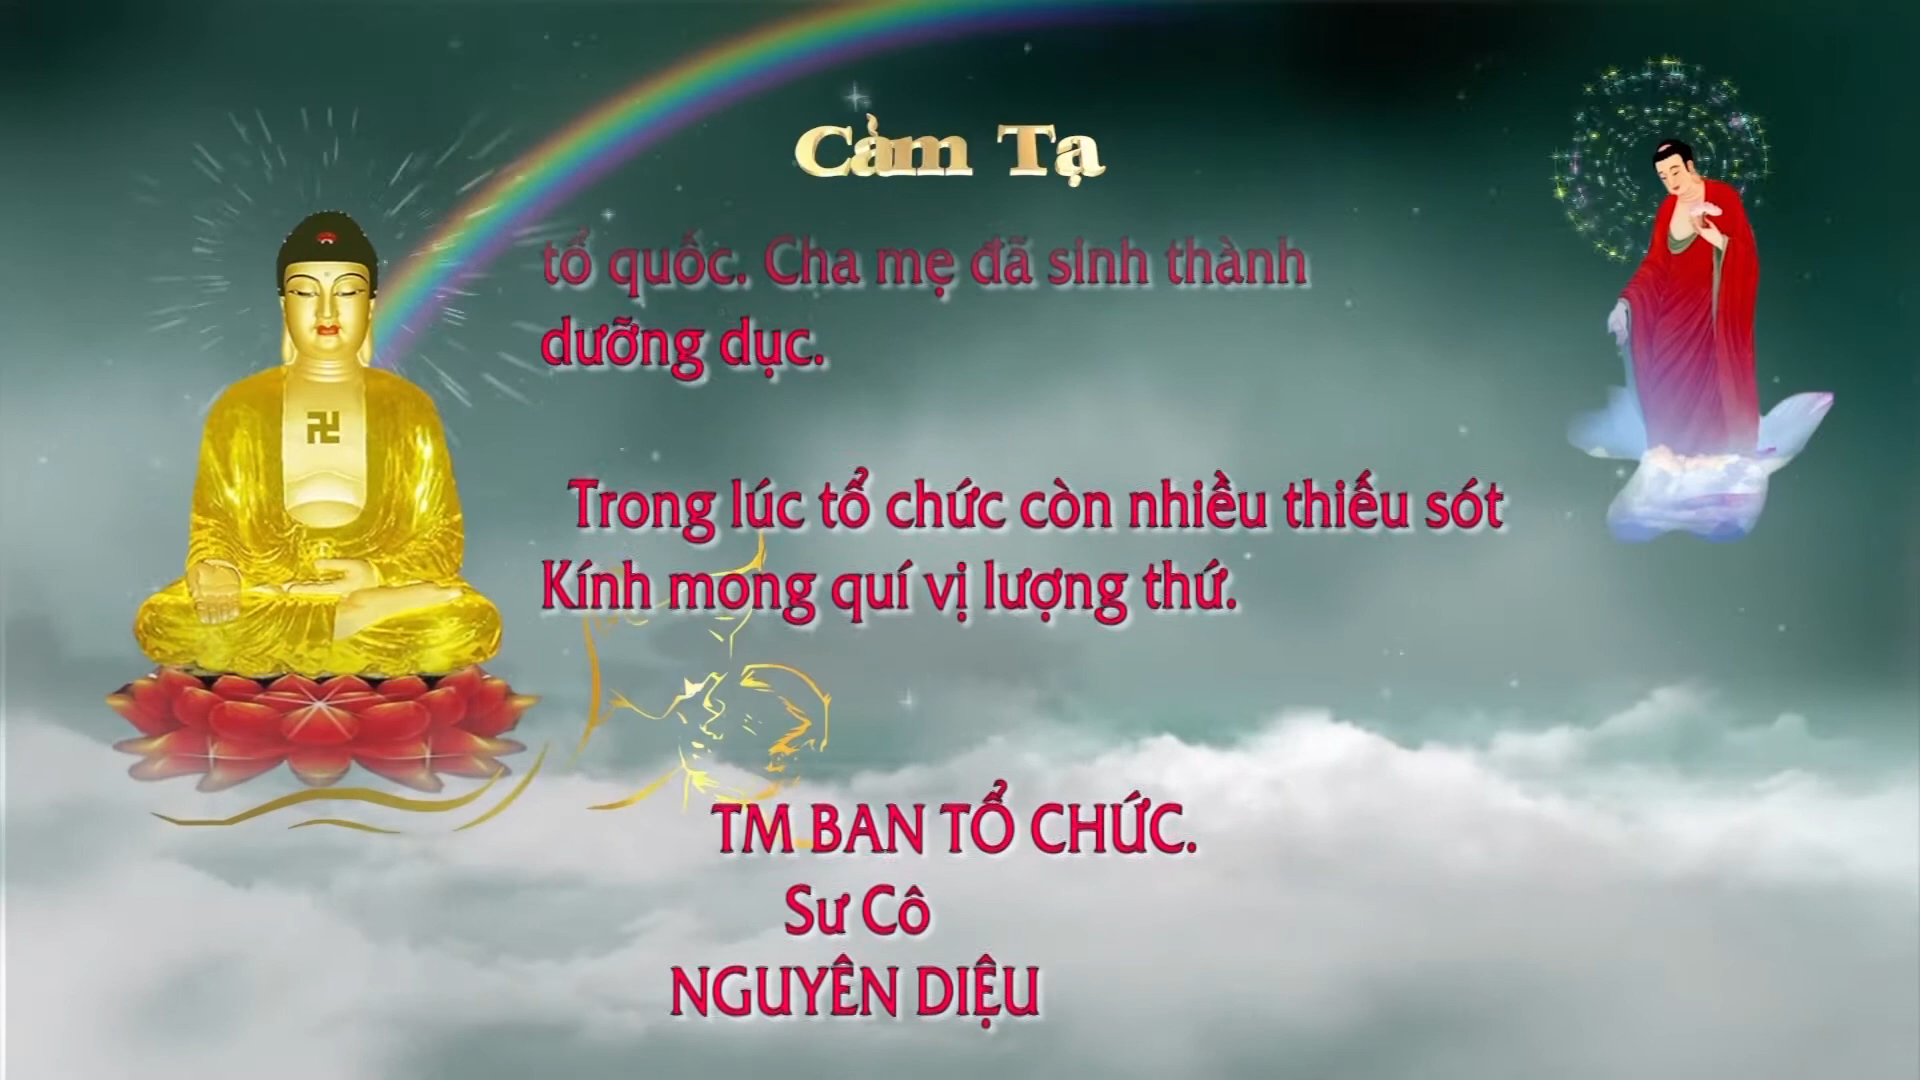 Cảm Tạ
tổ quốc. Cha mẹ đã sinh thành
dưỡng dục.
Trong lúc tổ chức còn nhiều thiếu sót
Kính mong quí vị lượng thứ.
TM BAN TỔ CHỨC.
Sư Cô
NGUYÊN DIỆU